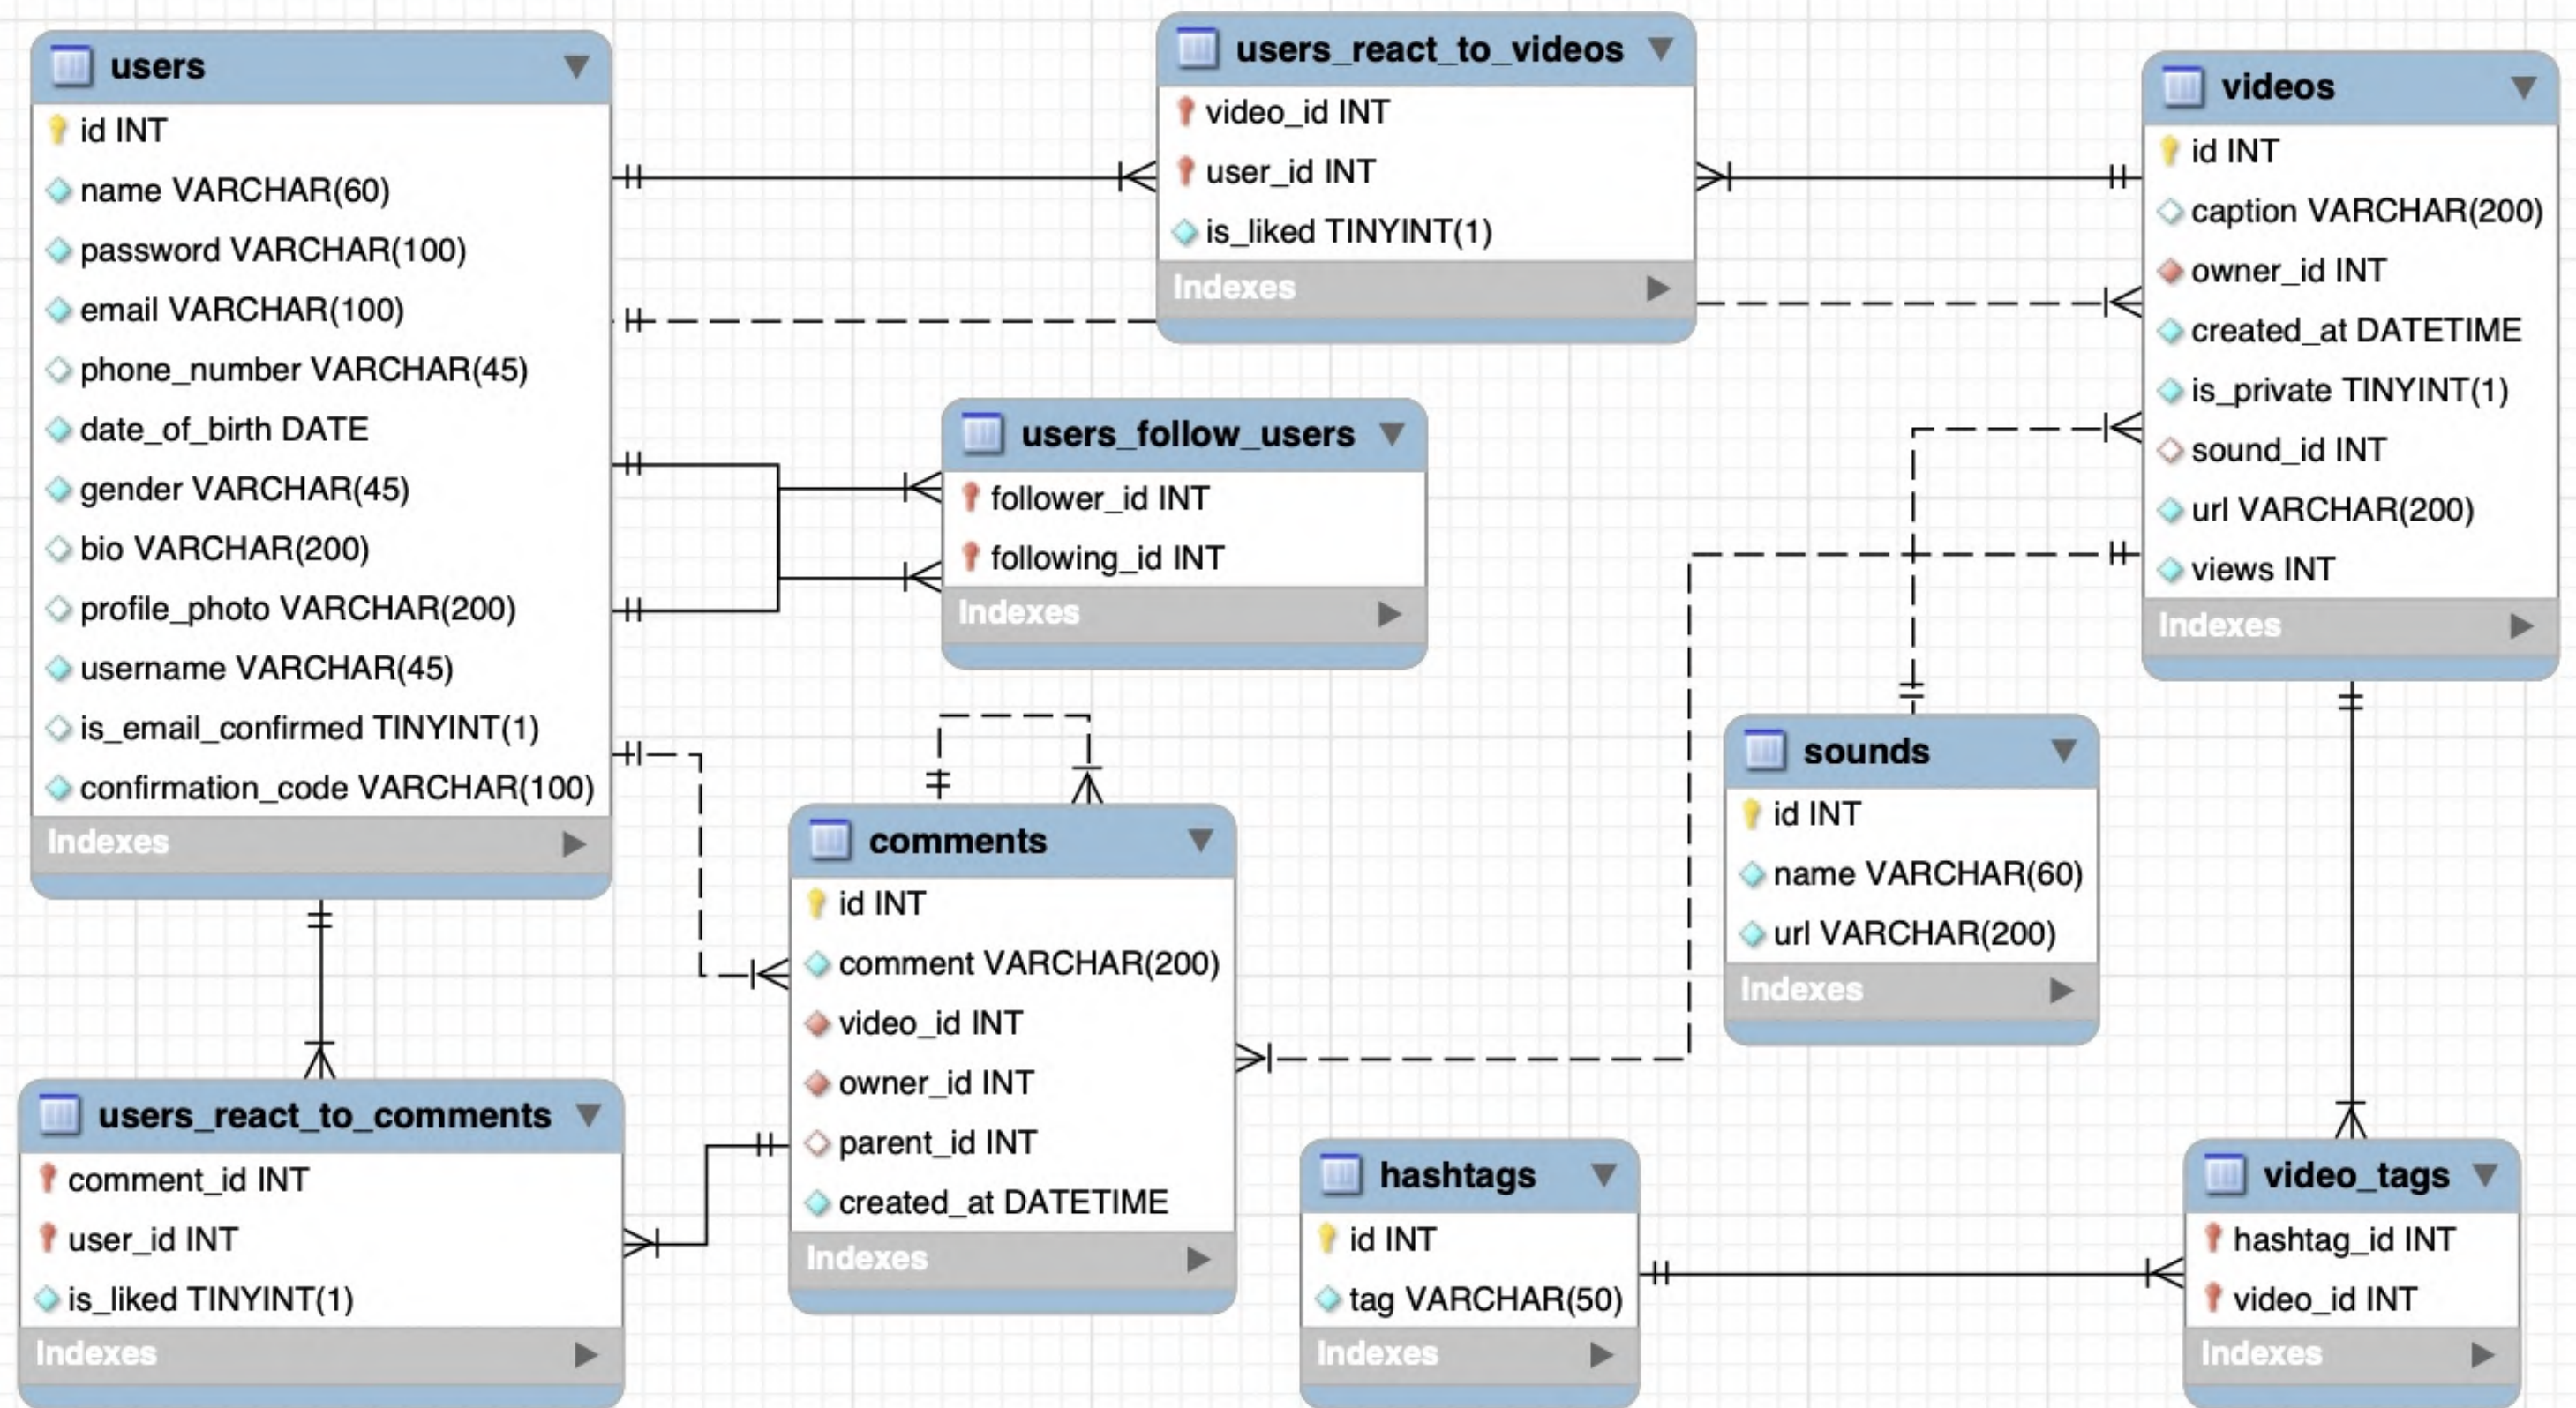 users
id INT
name VARCHAR(60)
password VARCHAR(100)
email VARCHAR(100)
phone_number VARCHAR(45)
date_of_birth DATE
gender VARCHAR(45)
bio VARCHAR(200)
profile_photo VARCHAR(200)
username VARCHAR(45)
is_email_confirmed TINYINT(1)
confirmation_code VARCHAR(100)
Indexes
users_react_to_videos
video_id INT
user_id INT
is_liked TINYINT(1)
Indexes
videos
id INT
caption VARCHAR(200)
owner_id INT
created_at DATETIME
is_private TINYINT(1)
sound_id INT
url VARCHAR(200)
views INT
Indexes
users_follow_users
follower_id INT
following_id INT
Indexes
sounds
id INT
name VARCHAR(60)
url VARCHAR(200)
Indexes
comments
id INT
comment VARCHAR(200)
video_id INT
owner_id INT
parent_id INT
created_at DATETIME
Indexes
users_react_to_comments
comment_id INT
user_id INT
is_liked TINYINT(1)
Indexes
hashtags
id INT
tag VARCHAR(50)
Indexes
video_tags
hashtag_id INT
video_id INT
Indexes